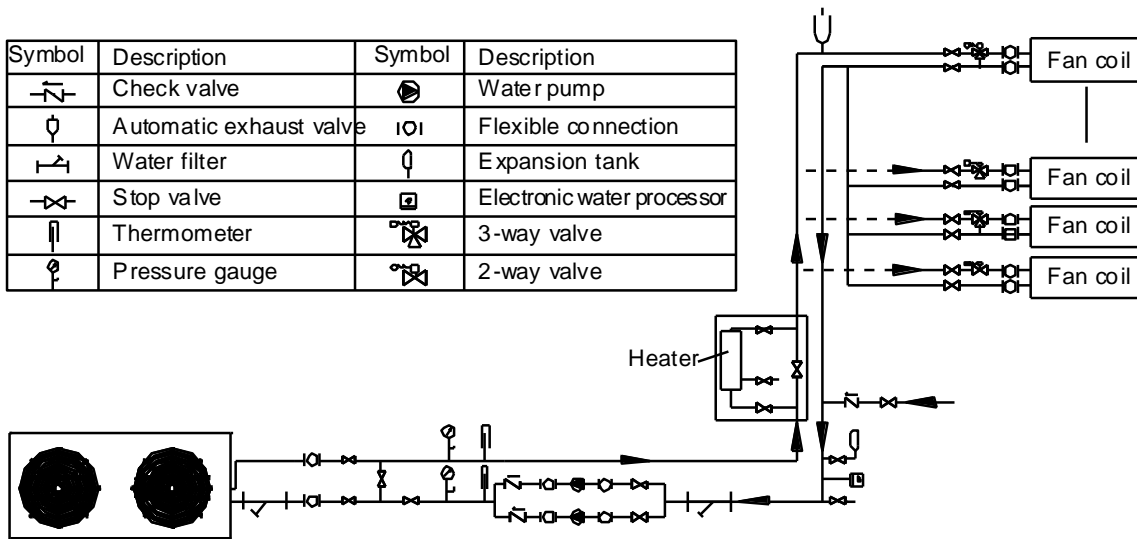 Symbol Description Symbol Description
Check valve Water pump
Automatic exhaust valve Flexible connection
Water filter Expansion tank
Stop valve Electronic water processor
Thermometer 3-way valve
Pressure gauge 2-way valve
Fan coil
Fan coil
Fan coil
Fan coil
Heater